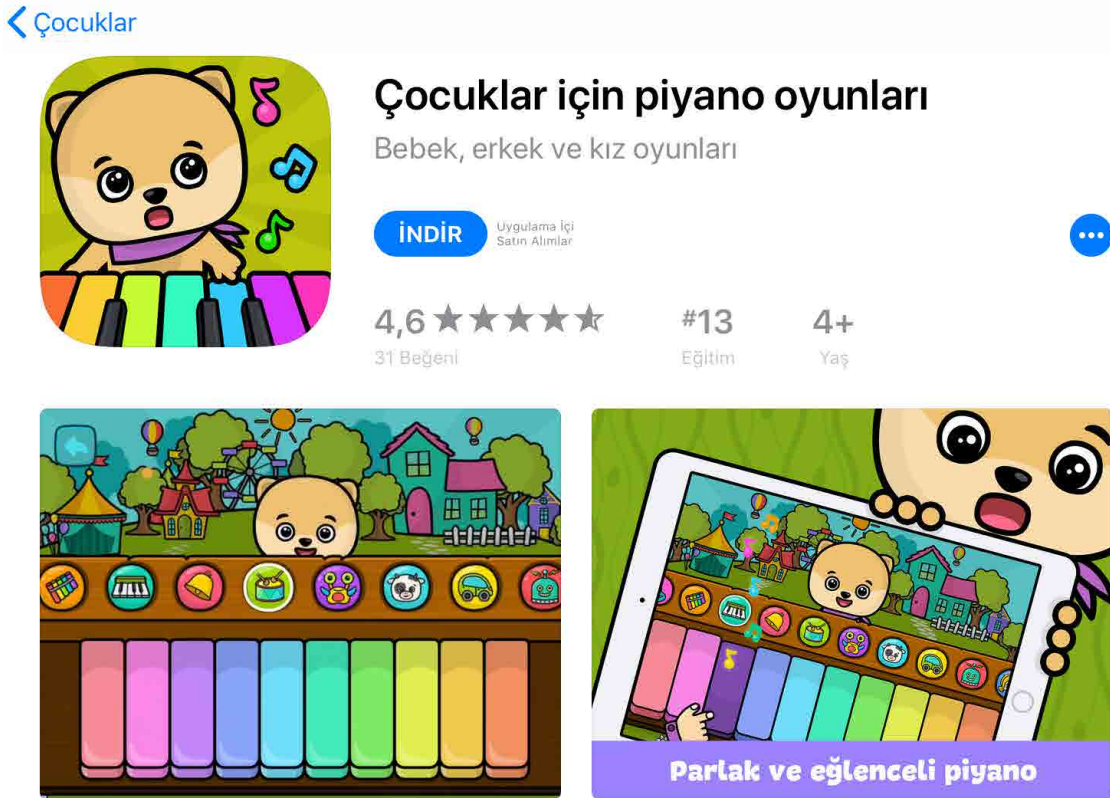 Çocuklar
Çocuklar için piyano oyunları
Bebek, erkek ve kız oyunları
İNDİR
Uygulama İçi
Satın Alımlar
4,6
#13
4+
31 Beğeni
Eğitim
Yaş
Parlak ve eğlenceli piyano